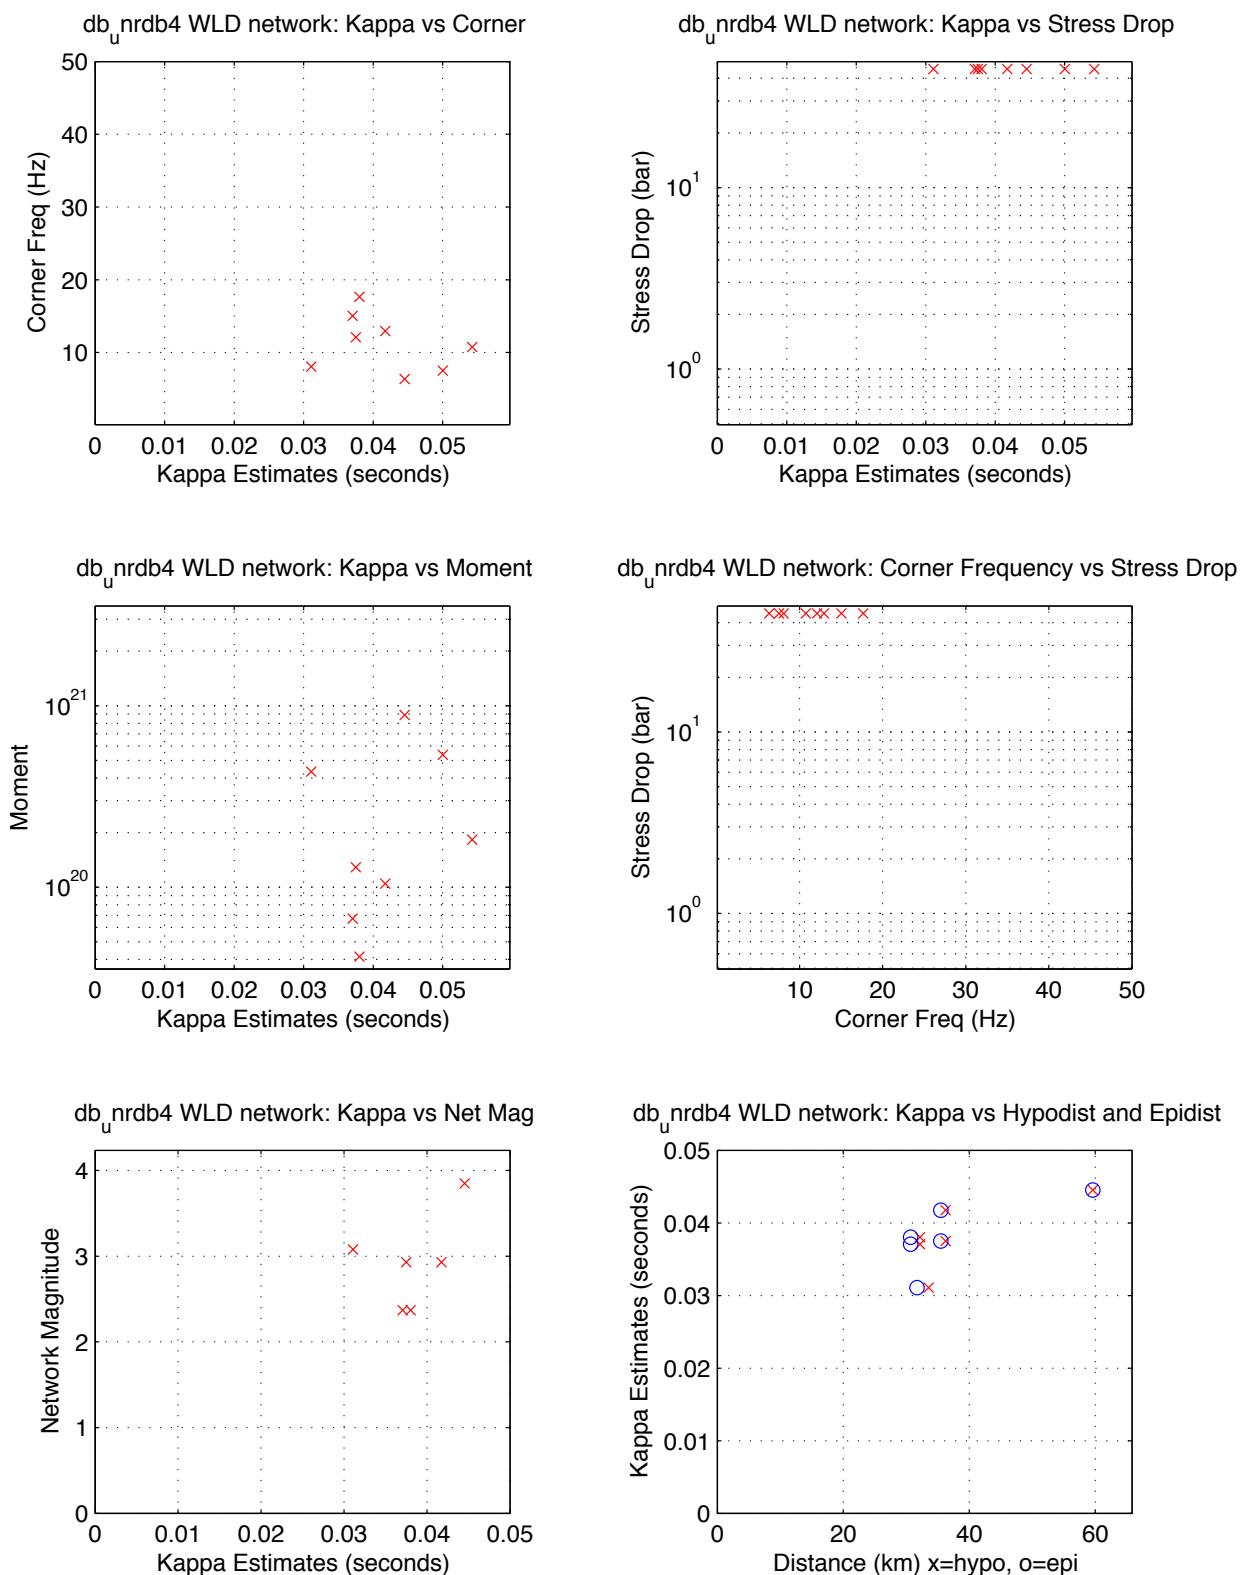 db_unrdb4 WLD network: Kappa vs Corner
50
40
30
20
10
Corner Freq (Hz)
0 0.01 0.02 0.03 0.04 0.05
Kappa Estimates (seconds)
db_unrdb4 WLD network: Kappa vs Stress Drop
10^1
10^0
Stress Drop (bar)
0 0.01 0.02 0.03 0.04 0.05
Kappa Estimates (seconds)
db_unrdb4 WLD network: Kappa vs Moment
10^21
10^20
Moment
0 0.01 0.02 0.03 0.04 0.05
Kappa Estimates (seconds)
db_unrdb4 WLD network: Corner Frequency vs Stress Drop
10^1
10^0
Stress Drop (bar)
10 20 30 40 50
Corner Freq (Hz)
db_unrdb4 WLD network: Kappa vs Net Mag
4
3
2
1
0
Network Magnitude
0 0.01 0.02 0.03 0.04 0.05
Kappa Estimates (seconds)
db_unrdb4 WLD network: Kappa vs Hypodist and Epidist
0.05
0.04
0.03
0.02
0.01
0
Kappa Estimates (seconds)
0 20 40 60
Distance (km) x=hypo, o=epi